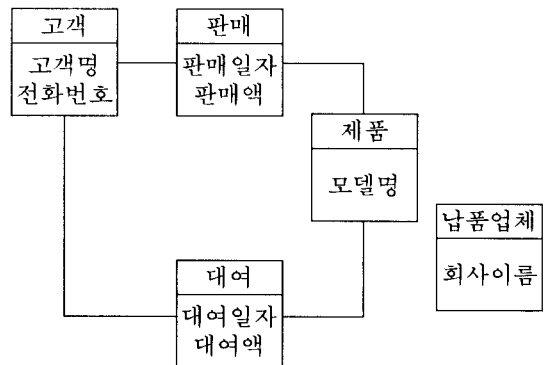 고객
고객명
전화번호
판매
판매일자
판매액
제품
모델명
납품업체
회사이름
대여
대여일자
대여액